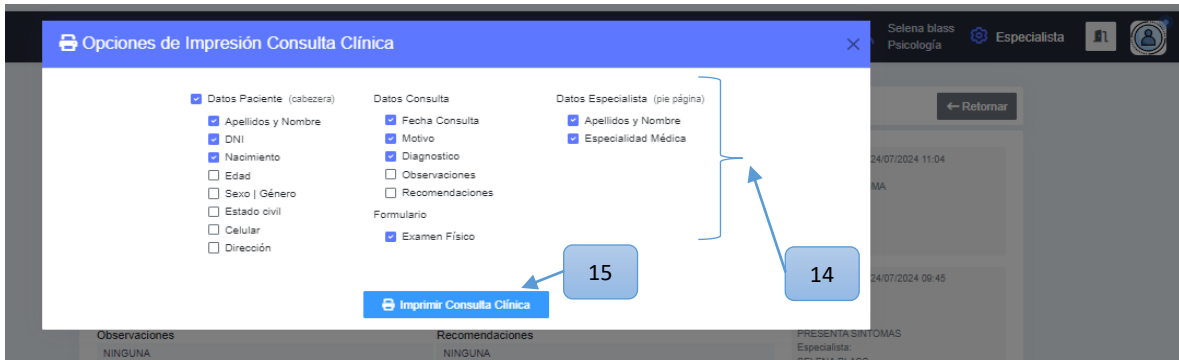 Opciones de Impresión Consulta Clínica
Selena blass
Psicología
Especialista
Retornar
Datos Paciente (cabezera)
Apellidos y Nombre
DNI
Nacimiento
Edad
Sexo | Género
Estado civil
Celular
Dirección
Datos Consulta
Fecha Consulta
Motivo
Diagnostico
Observaciones
Recomendaciones
Formulario
Examen Físico
Datos Especialista (pie página)
Apellidos y Nombre
Especialidad Médica
24/07/2024 11:04
15
14
24/07/2024 09:45
Imprimir Consulta Clínica
Observaciones
NINGUNA
Recomendaciones
NINGUNA
PRESENTA SINTOMAS
Especialista: